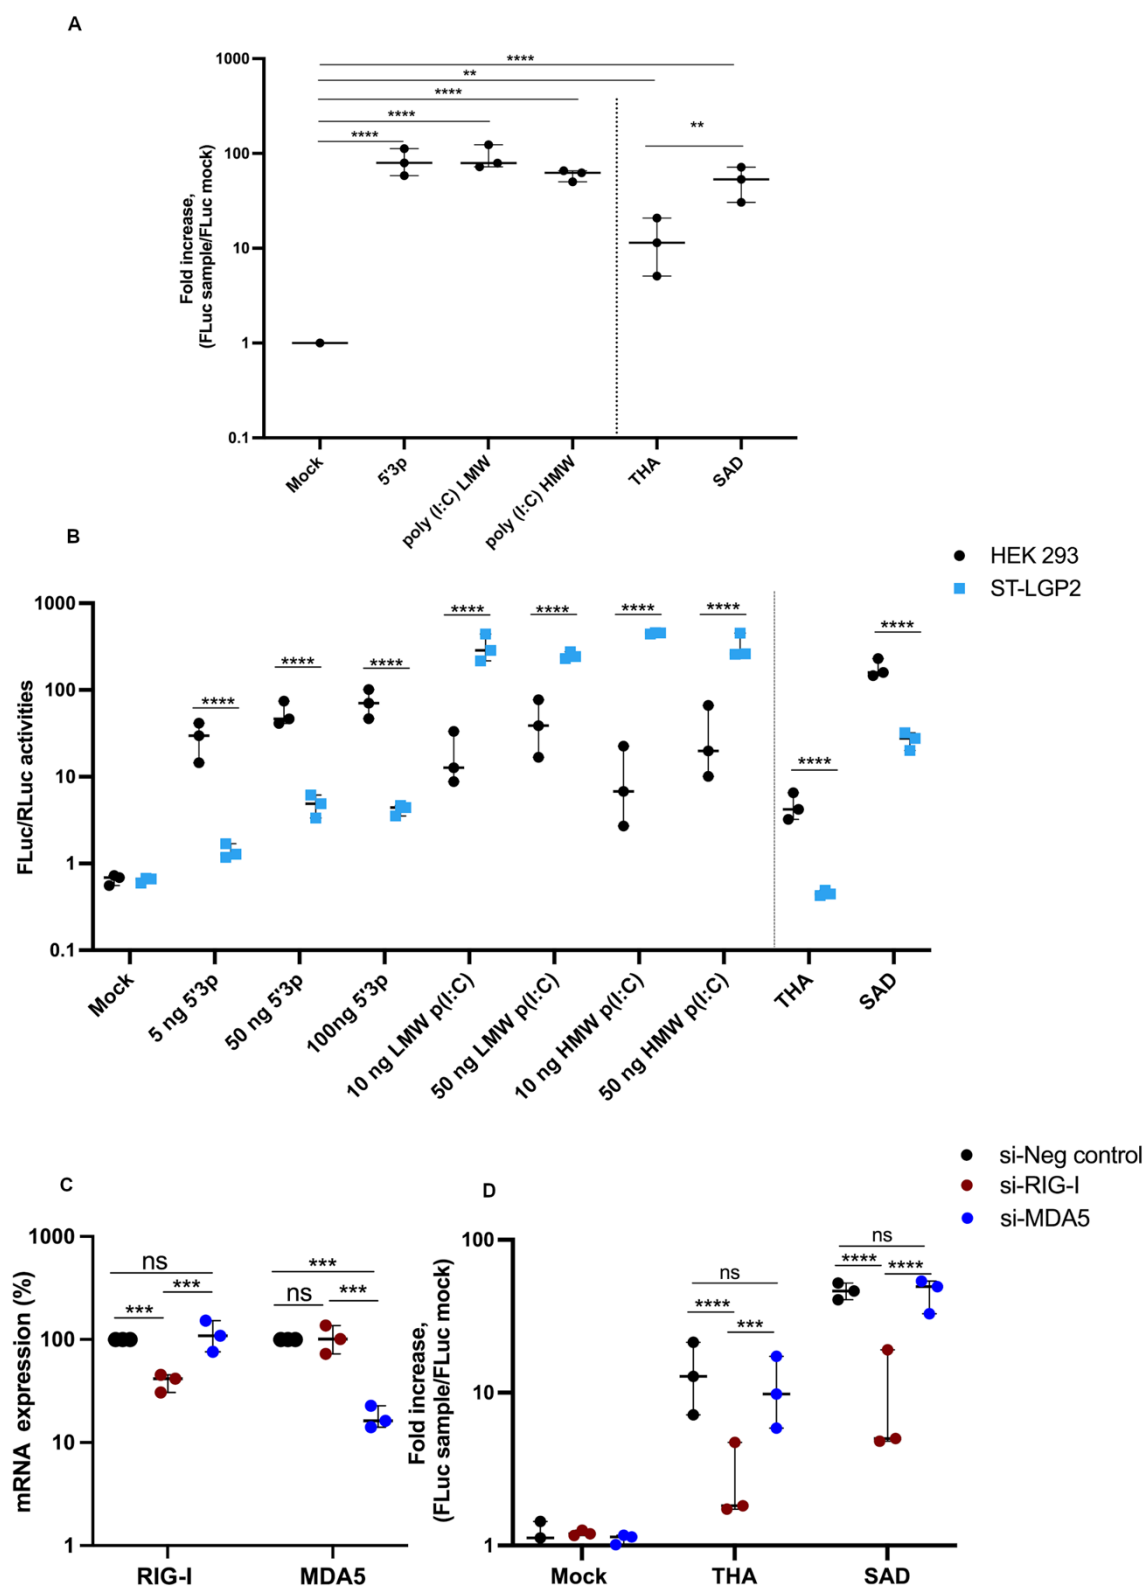 A
Fold increase,
(FLuc sample/FLuc mock)
1000
100
10
1
0.1
****
**
****
****
****
**
Mock
5'3p
poly (I:C) LMW
poly (I:C) HMW
THA
SAD
B
HEK 293
ST-LGP2
FLuc/RLuc activities
1000
100
10
1
0.1
****
****
****
****
****
****
****
****
****
Mock
5 ng 5'3p
50 ng 5'3p
100ng 5'3p
10 ng LMW p(I:C)
50 ng LMW p(I:C)
10 ng HMW p(I:C)
50 ng HMW p(I:C)
THA
SAD
si-Neg control
si-RIG-I
si-MDA5
C
mRNA expression (%)
1000
100
10
1
ns
***
***
***
ns
***
RIG-I
MDA5
D
Fold increase,
(FLuc sample/FLuc mock)
100
10
1
ns
****
***
ns
****
****
Mock
THA
SAD